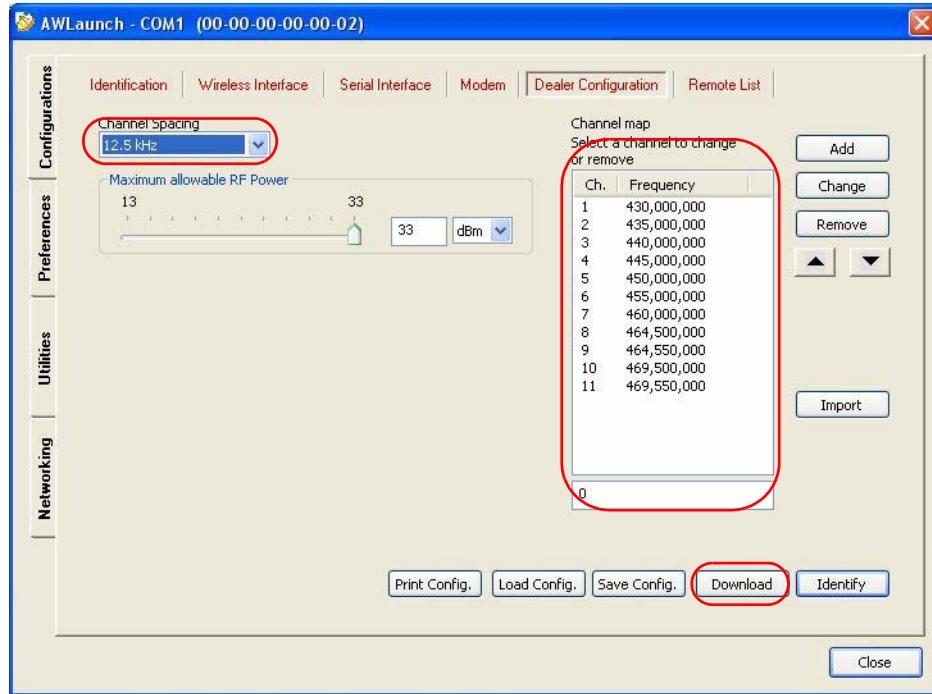 AWLaunch - COM1 (00-00-00-00-00-02)
Configurations
Preferences
Utilities
Networking
Identification
Wireless Interface
Serial Interface
Modem
Dealer Configuration
Remote List
Channel Spacing
12.5 kHz
Maximum allowable RF Power
13 33
33 dBm
Channel map
Select a channel to change
or remove
Ch. Frequency
1 430,000,000
2 435,000,000
3 440,000,000
4 445,000,000
5 450,000,000
6 455,000,000
7 460,000,000
8 464,500,000
9 464,550,000
10 469,500,000
11 469,550,000
0
Add
Change
Remove
Import
Print Config.
Load Config.
Save Config.
Download
Identify
Close